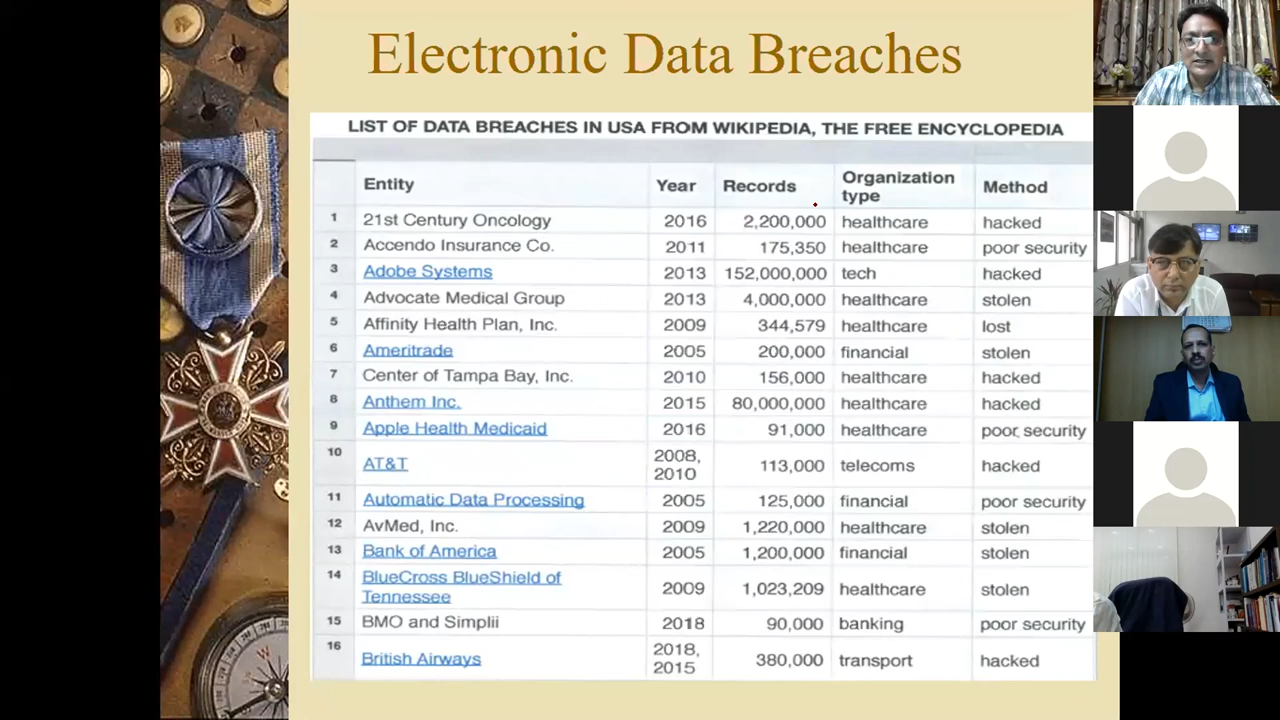 Electronic Data Breaches
LIST OF DATA BREACHES IN USA FROM WIKIPEDIA, THE FREE ENCYCLOPEDIA
Entity Year Records Organization type Method
1 21st Century Oncology 2016 2,200,000 healthcare hacked
2 Accendo Insurance Co. 2011 175,350 healthcare poor security
3 Adobe Systems 2013 152,000,000 tech hacked
4 Advocate Medical Group 2013 4,000,000 healthcare stolen
5 Affinity Health Plan, Inc. 2009 344,579 healthcare lost
6 Ameritrade 2005 200,000 financial stolen
7 Center of Tampa Bay, Inc. 2010 156,000 healthcare hacked
8 Anthem Inc. 2015 80,000,000 healthcare hacked
9 Apple Health Medicaid 2016 91,000 healthcare poor security
10 AT&T 2008, 2010 113,000 telecoms hacked
11 Automatic Data Processing 2005 125,000 financial poor security
12 AvMed, Inc. 2009 1,220,000 healthcare stolen
13 Bank of America 2005 1,200,000 financial stolen
14 BlueCross BlueShield of Tennessee 2009 1,023,209 healthcare stolen
15 BMO and Simplii 2018 90,000 banking poor security
16 British Airways 2018, 2015 380,000 transport hacked